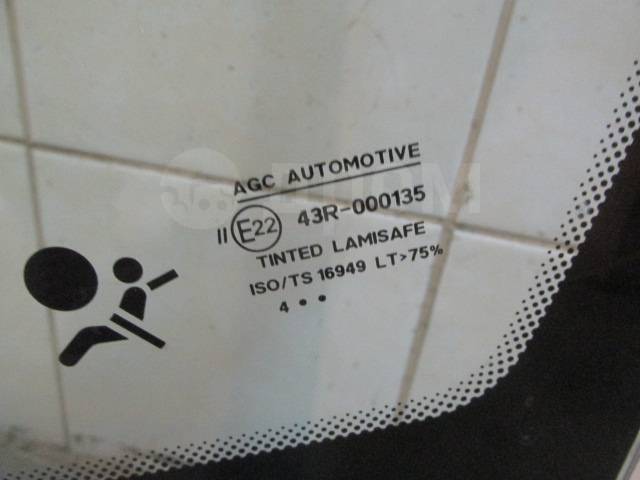 AGC AUTOMOTIVE
II E22 43R-000135
TINTED LAMISAFE
ISO/TS 16949 LT>75%
4 • •